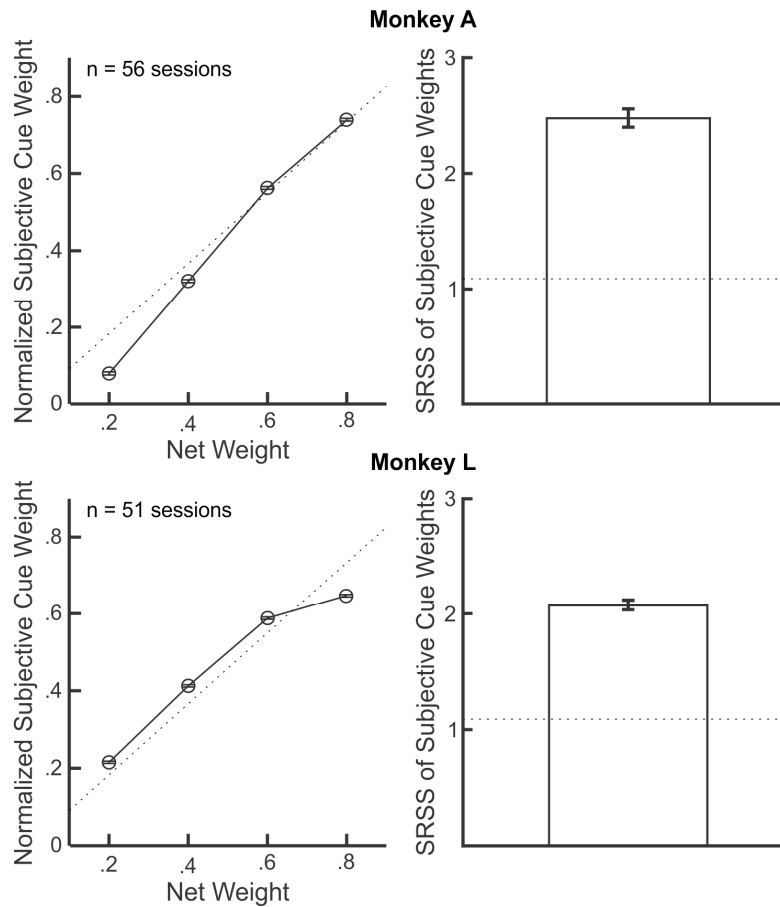 Monkey A
Normalized Subjective Cue Weight
n = 56 sessions
.8
.6
.4
.2
0
.2
.4
.6
.8
Net Weight
SRSS of Subjective Cue Weights
3
2
1
Monkey L
Normalized Subjective Cue Weight
n = 51 sessions
.8
.6
.4
.2
0
.2
.4
.6
.8
Net Weight
SRSS of Subjective Cue Weights
3
2
1